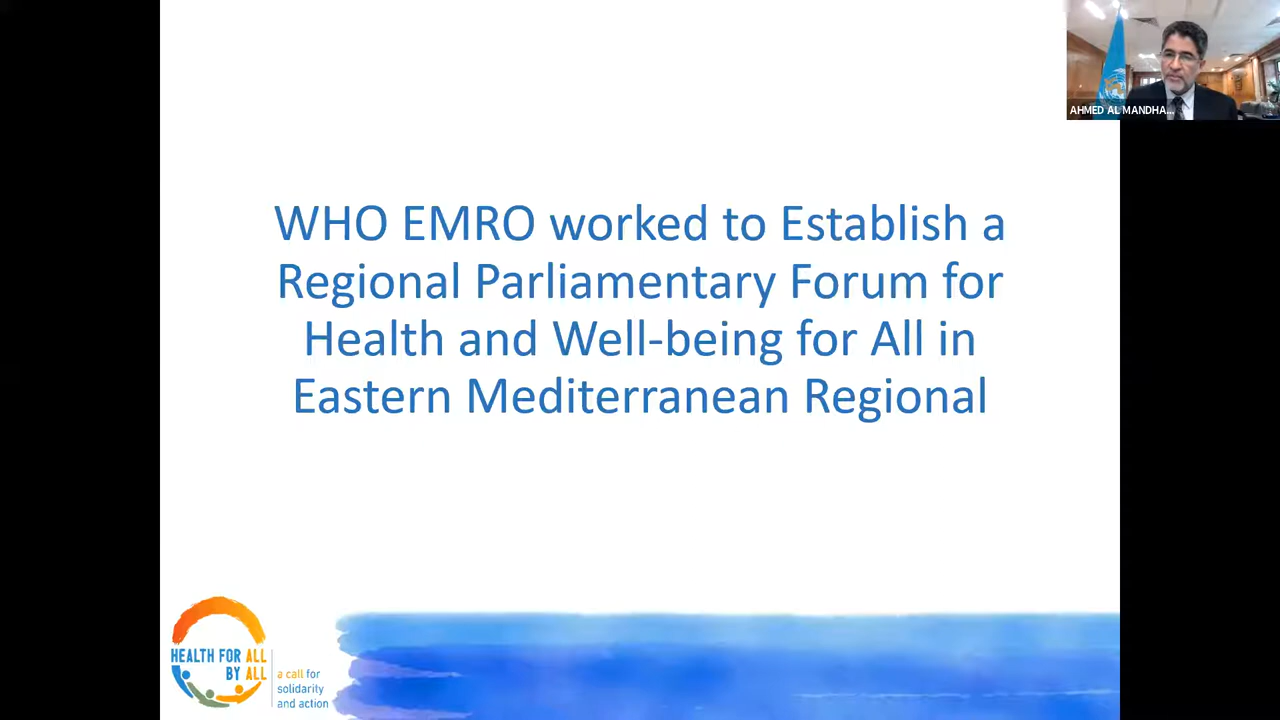 AHMED AL MANDHA...
WHO EMRO worked to Establish a
Regional Parliamentary Forum for
Health and Well-being for All in
Eastern Mediterranean Regional
HEALTH FOR ALL
BY ALL
a call for
solidarity
and action